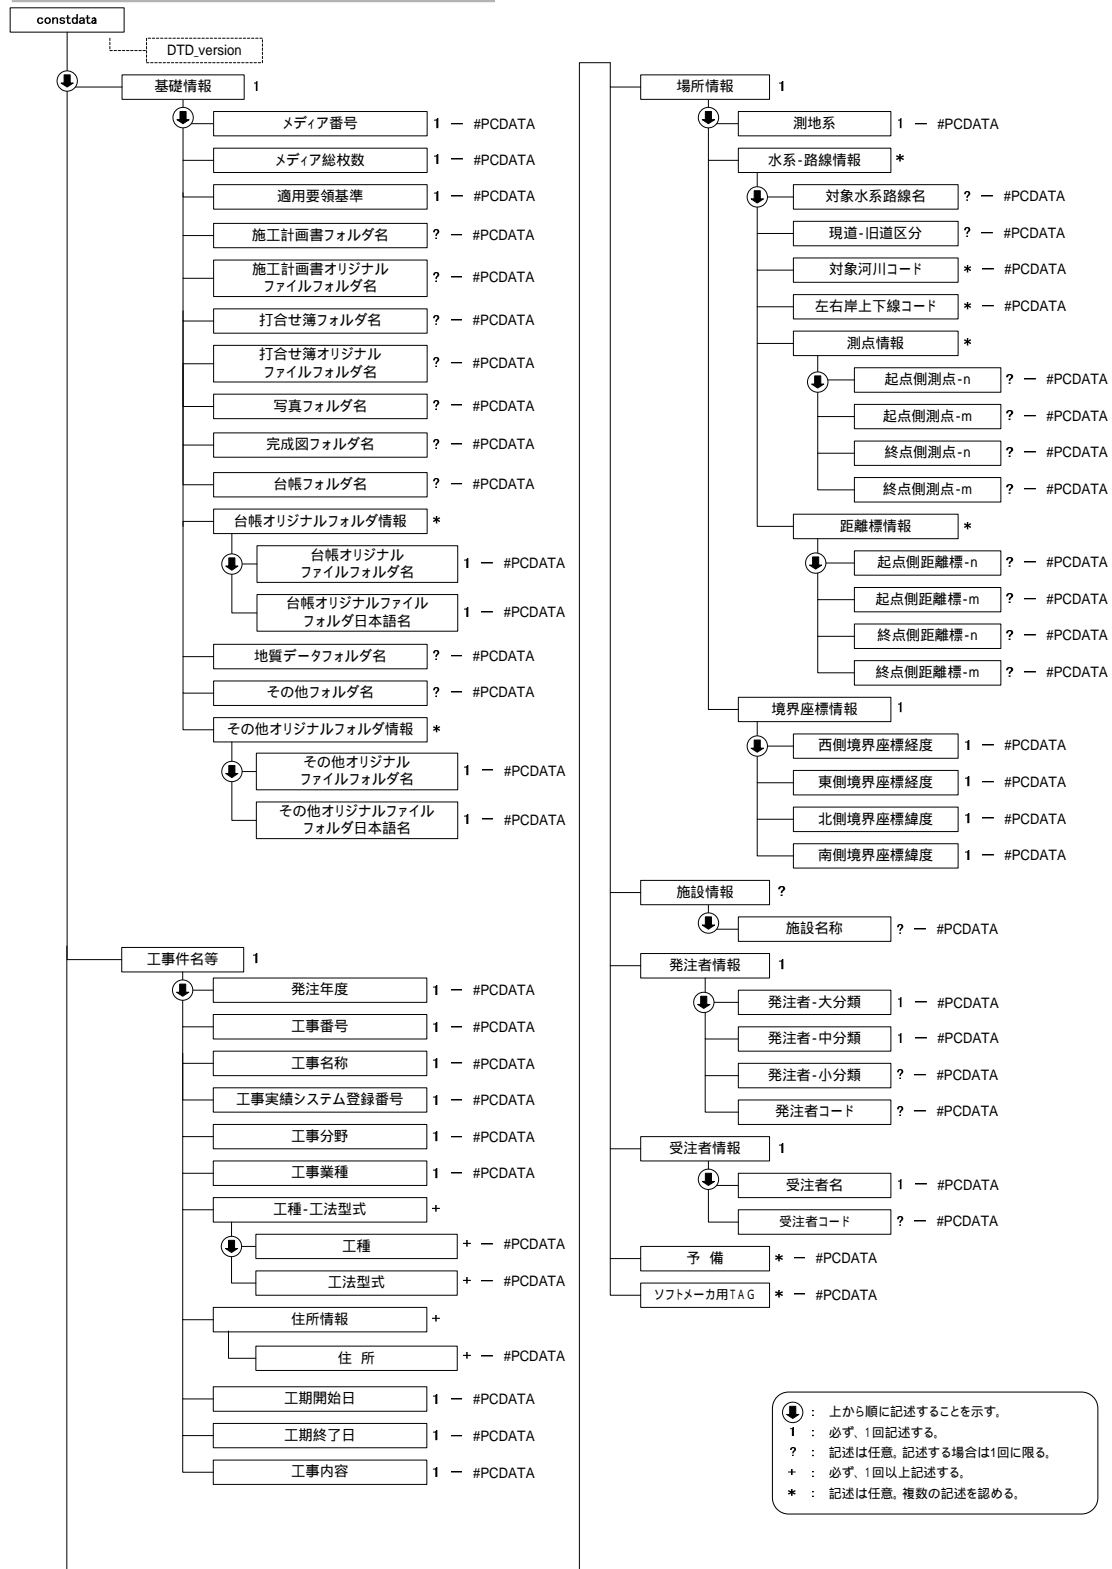 constdata
DTD_version
基礎情報 1
メディア番号 1 － #PCDATA
メディア総枚数 1 － #PCDATA
適用要領基準 1 － #PCDATA
施工計画書フォルダ名 ? － #PCDATA
施工計画書オリジナル
ファイルフォルダ名 ? － #PCDATA
打合せ簿フォルダ名 ? － #PCDATA
打合せ簿オリジナル
ファイルフォルダ名 ? － #PCDATA
写真フォルダ名 ? － #PCDATA
完成図フォルダ名 ? － #PCDATA
台帳フォルダ名 ? － #PCDATA
台帳オリジナルフォルダ情報 *
台帳オリジナル
ファイルフォルダ名 1 － #PCDATA
台帳オリジナルファイル
フォルダ日本語名 1 － #PCDATA
地質データフォルダ名 ? － #PCDATA
その他フォルダ名 ? － #PCDATA
その他オリジナルフォルダ情報 *
その他オリジナル
ファイルフォルダ名 1 － #PCDATA
その他オリジナルファイル
フォルダ日本語名 1 － #PCDATA
工事件名等 1
発注年度 1 － #PCDATA
工事番号 1 － #PCDATA
工事名称 1 － #PCDATA
工事実績システム登録番号 1 － #PCDATA
工事分野 1 － #PCDATA
工事業種 1 － #PCDATA
工種-工法型式 +
工種 + － #PCDATA
工法型式 + － #PCDATA
住所情報 +
住 所 + － #PCDATA
工期開始日 1 － #PCDATA
工期終了日 1 － #PCDATA
工事内容 1 － #PCDATA
場所情報 1
測地系 1 － #PCDATA
水系-路線情報 *
対象水系路線名 ? － #PCDATA
現道-旧道区分 ? － #PCDATA
対象河川コード * － #PCDATA
左右岸上下線コード * － #PCDATA
測点情報 *
起点側測点-n ? － #PCDATA
起点側測点-m ? － #PCDATA
終点側測点-n ? － #PCDATA
終点側測点-m ? － #PCDATA
距離標情報 *
起点側距離標-n ? － #PCDATA
起点側距離標-m ? － #PCDATA
終点側距離標-n ? － #PCDATA
終点側距離標-m ? － #PCDATA
境界座標情報 1
西側境界座標経度 1 － #PCDATA
東側境界座標経度 1 － #PCDATA
北側境界座標緯度 1 － #PCDATA
南側境界座標緯度 1 － #PCDATA
施設情報 ?
施設名称 ? － #PCDATA
発注者情報 1
発注者-大分類 1 － #PCDATA
発注者-中分類 1 － #PCDATA
発注者-小分類 ? － #PCDATA
発注者コード ? － #PCDATA
受注者情報 1
受注者名 1 － #PCDATA
受注者コード ? － #PCDATA
予 備 * － #PCDATA
ソフトメーカ用TAG * － #PCDATA
： 上から順に記述することを示す。
1 ： 必ず、1回記述する。
? ： 記述は任意。記述する場合は1回に限る。
+ ： 必ず、1回以上記述する。
* ： 記述は任意。複数の記述を認める。